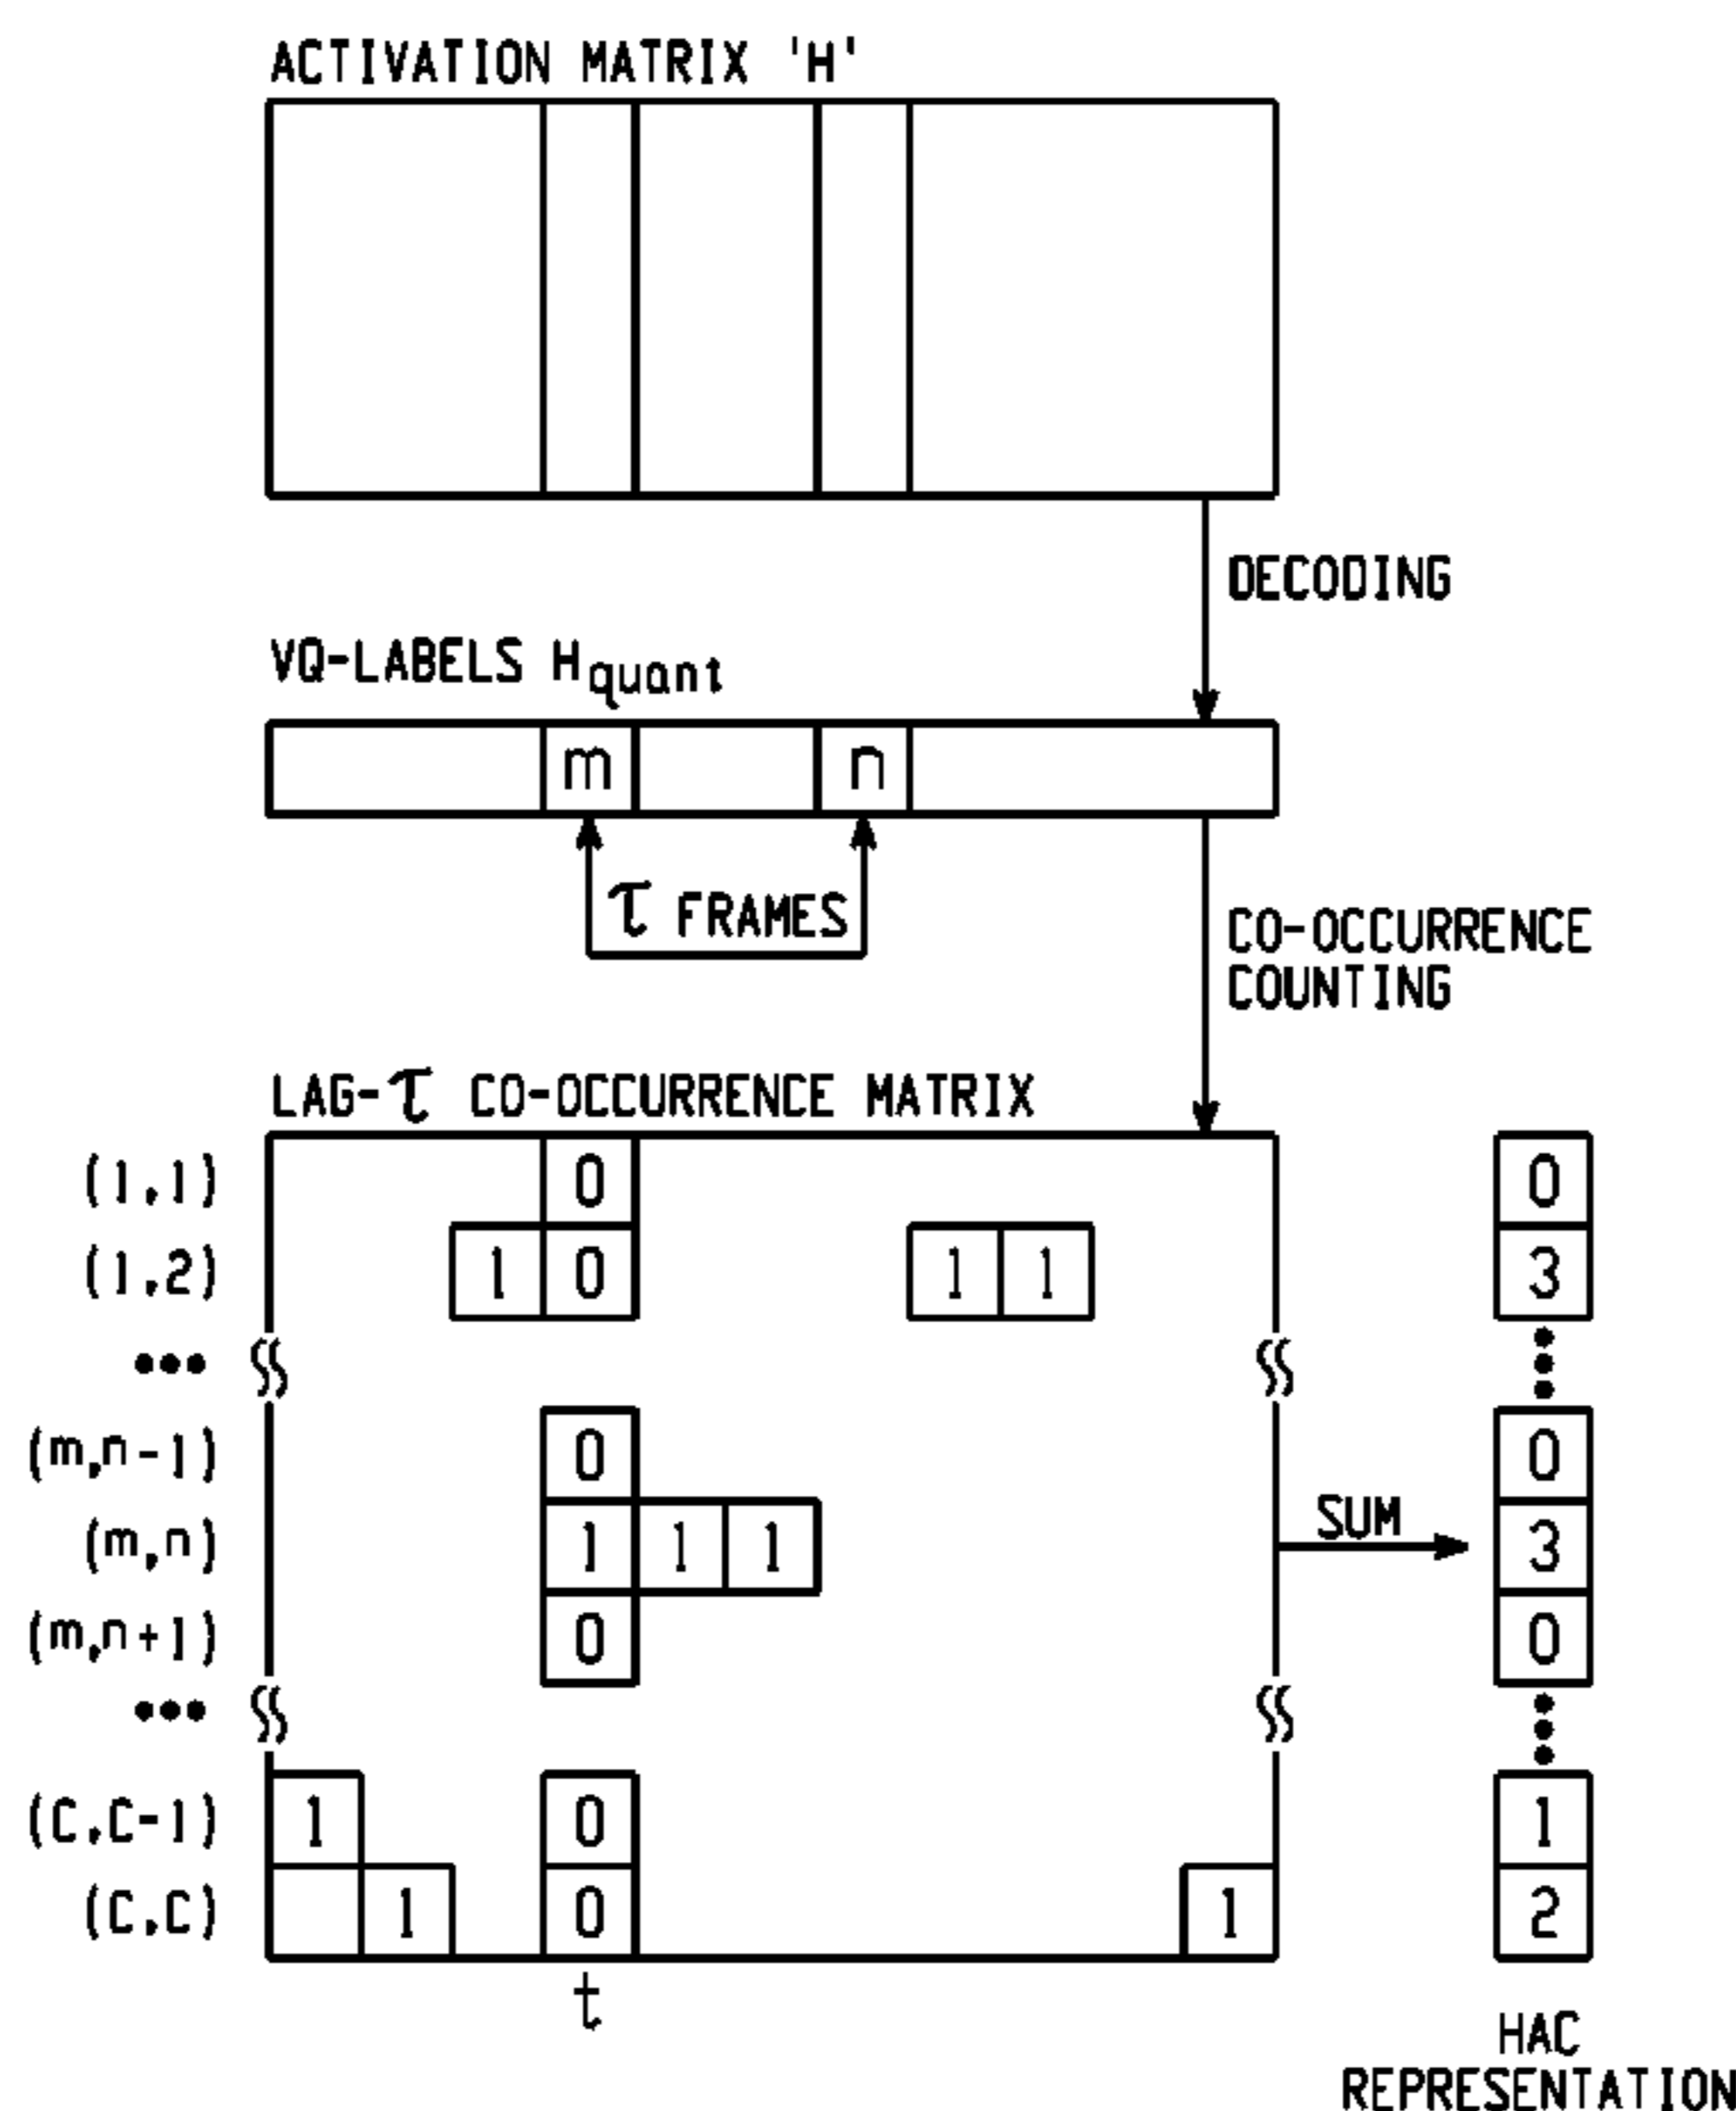 ACTIVATION MATRIX 'H'
DECODING
VQ-LABELS Hquant
m n
τ FRAMES
CO-OCCURRENCE
COUNTING
LAG-τ CO-OCCURRENCE MATRIX
(1,1) 0 0
(1,2) 1 0 1 1 3
•••
(m,n-1) 0 0
SUM
(m,n) 1 1 1 3
(m,n+1) 0 0
•••
(C,C-1) 1 0 1
(C,C) 1 0 1 2
t
HAC
REPRESENTATION